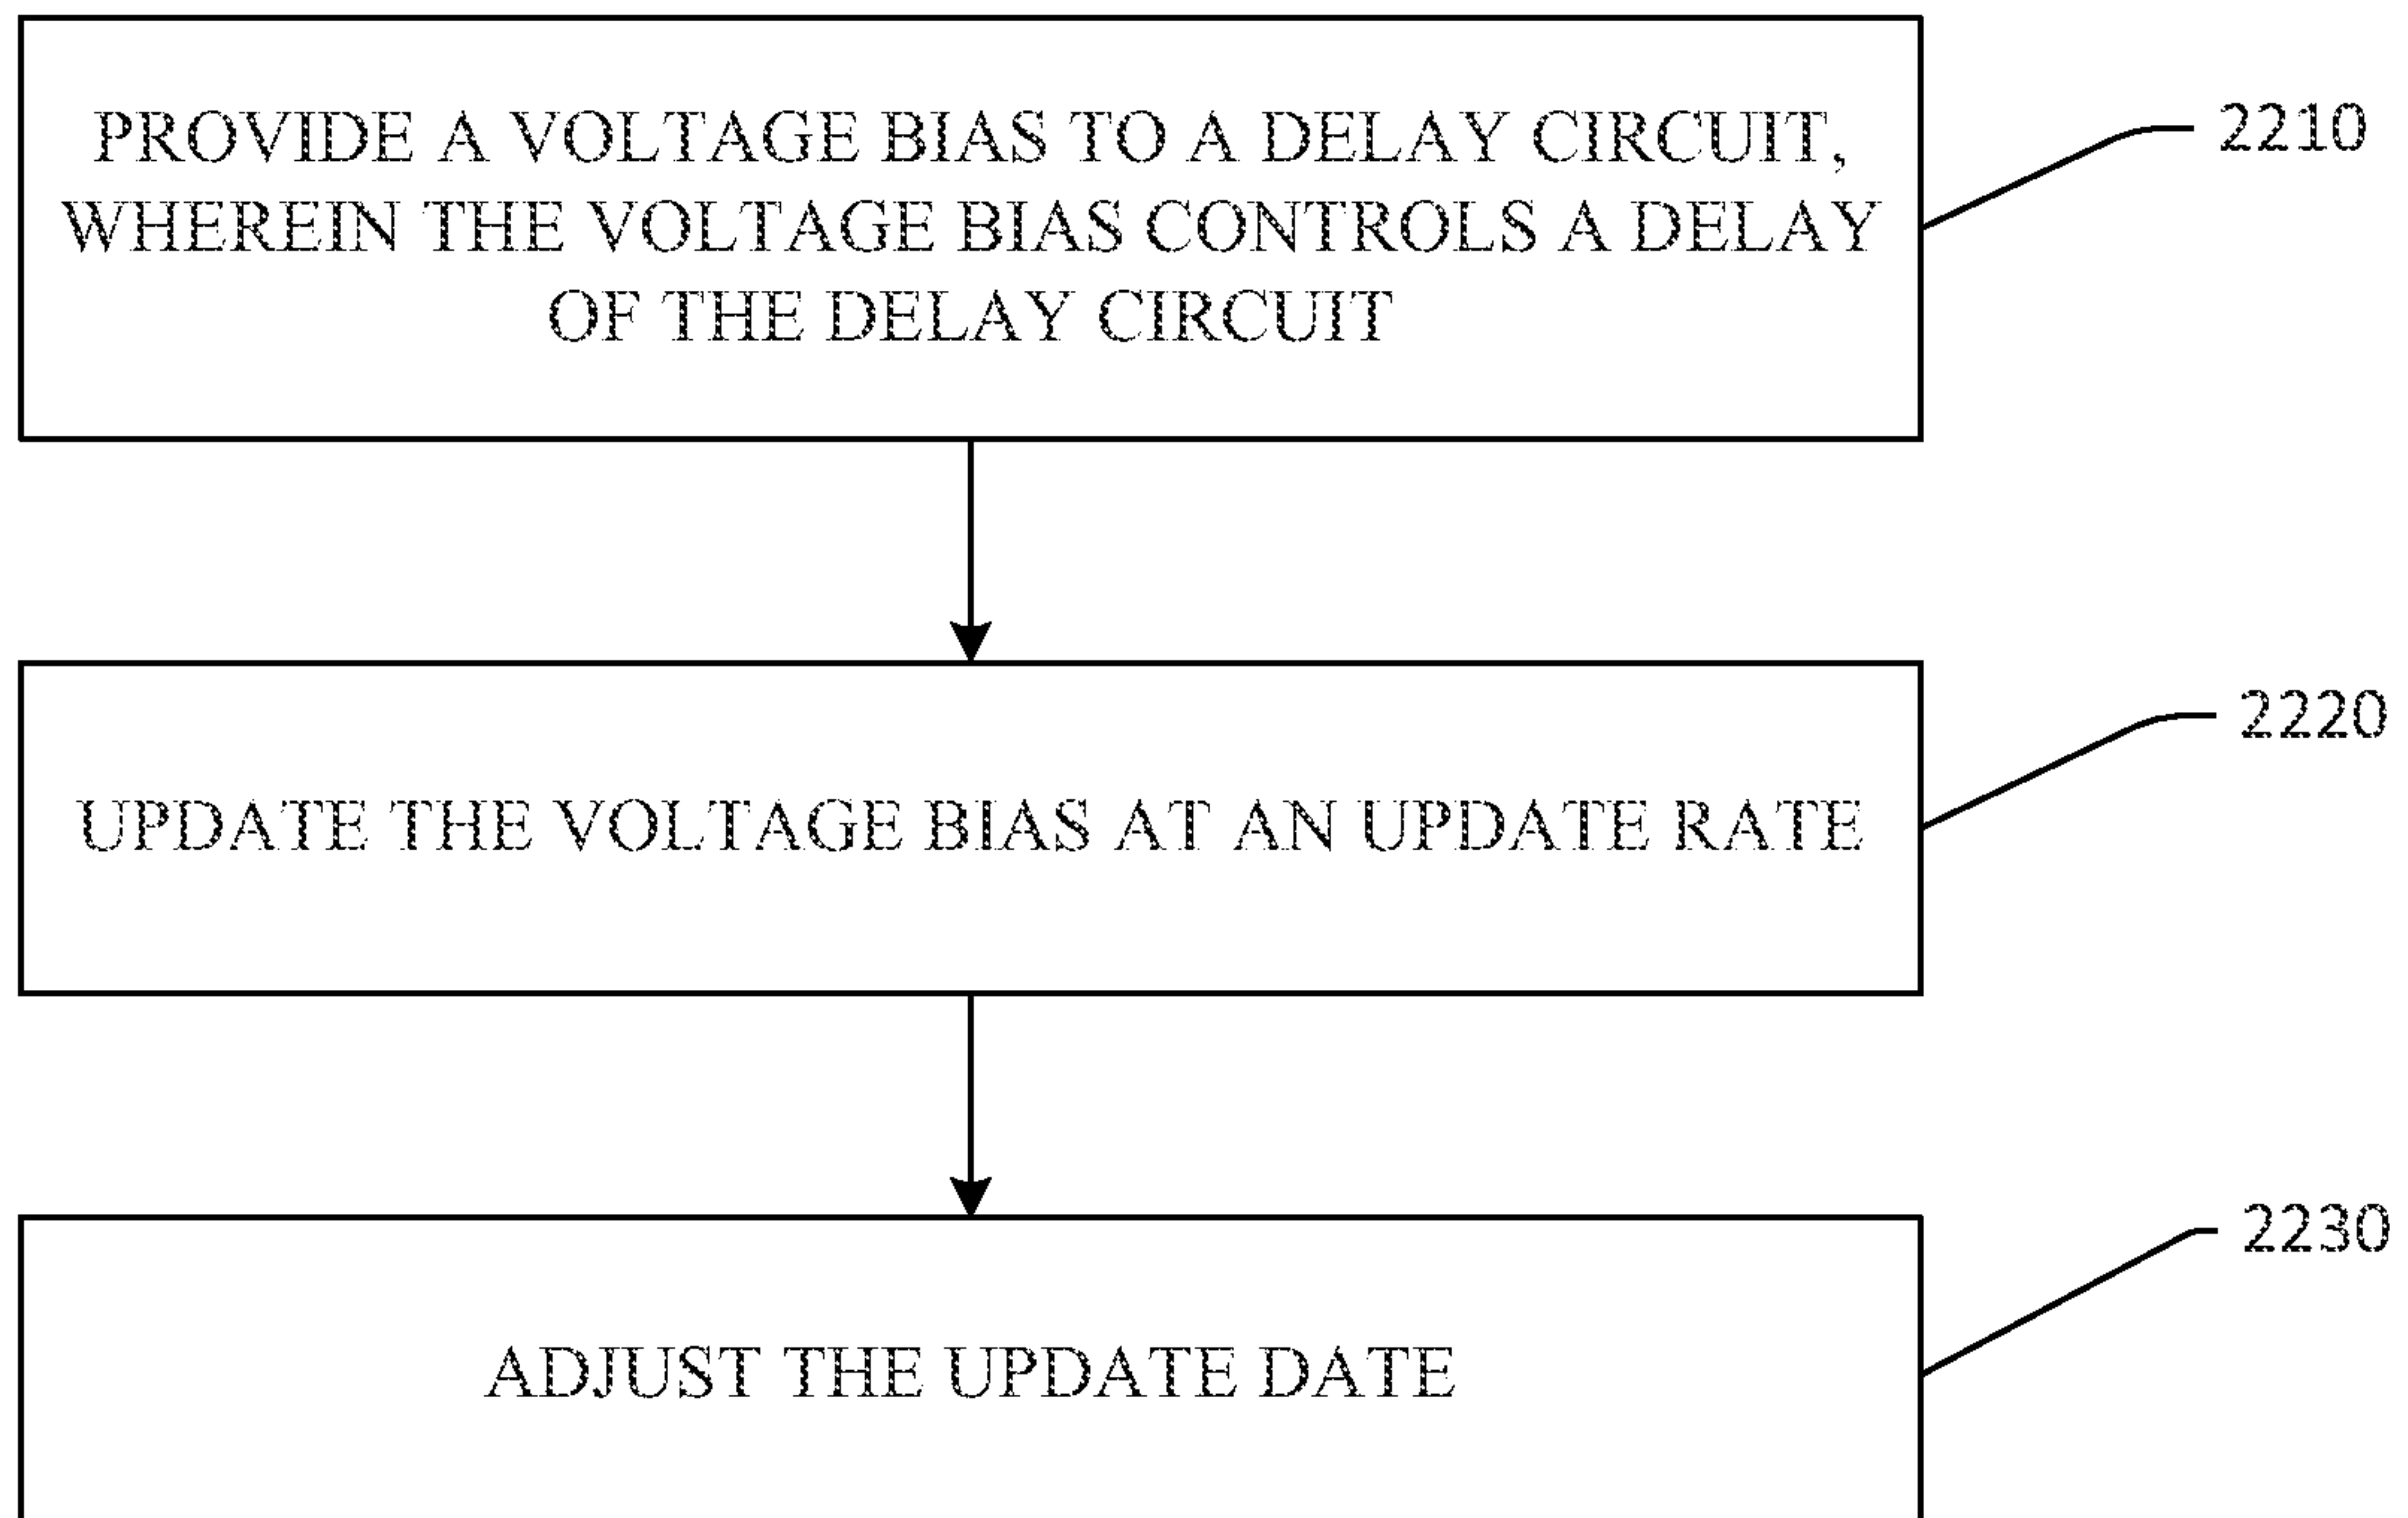 PROVIDE A VOLTAGE BIAS TO A DELAY CIRCUIT,
WHEREIN THE VOLTAGE BIAS CONTROLS A DELAY
OF THE DELAY CIRCUIT
2210
UPDATE THE VOLTAGE BIAS AT AN UPDATE RATE
2220
ADJUST THE UPDATE DATE
2230